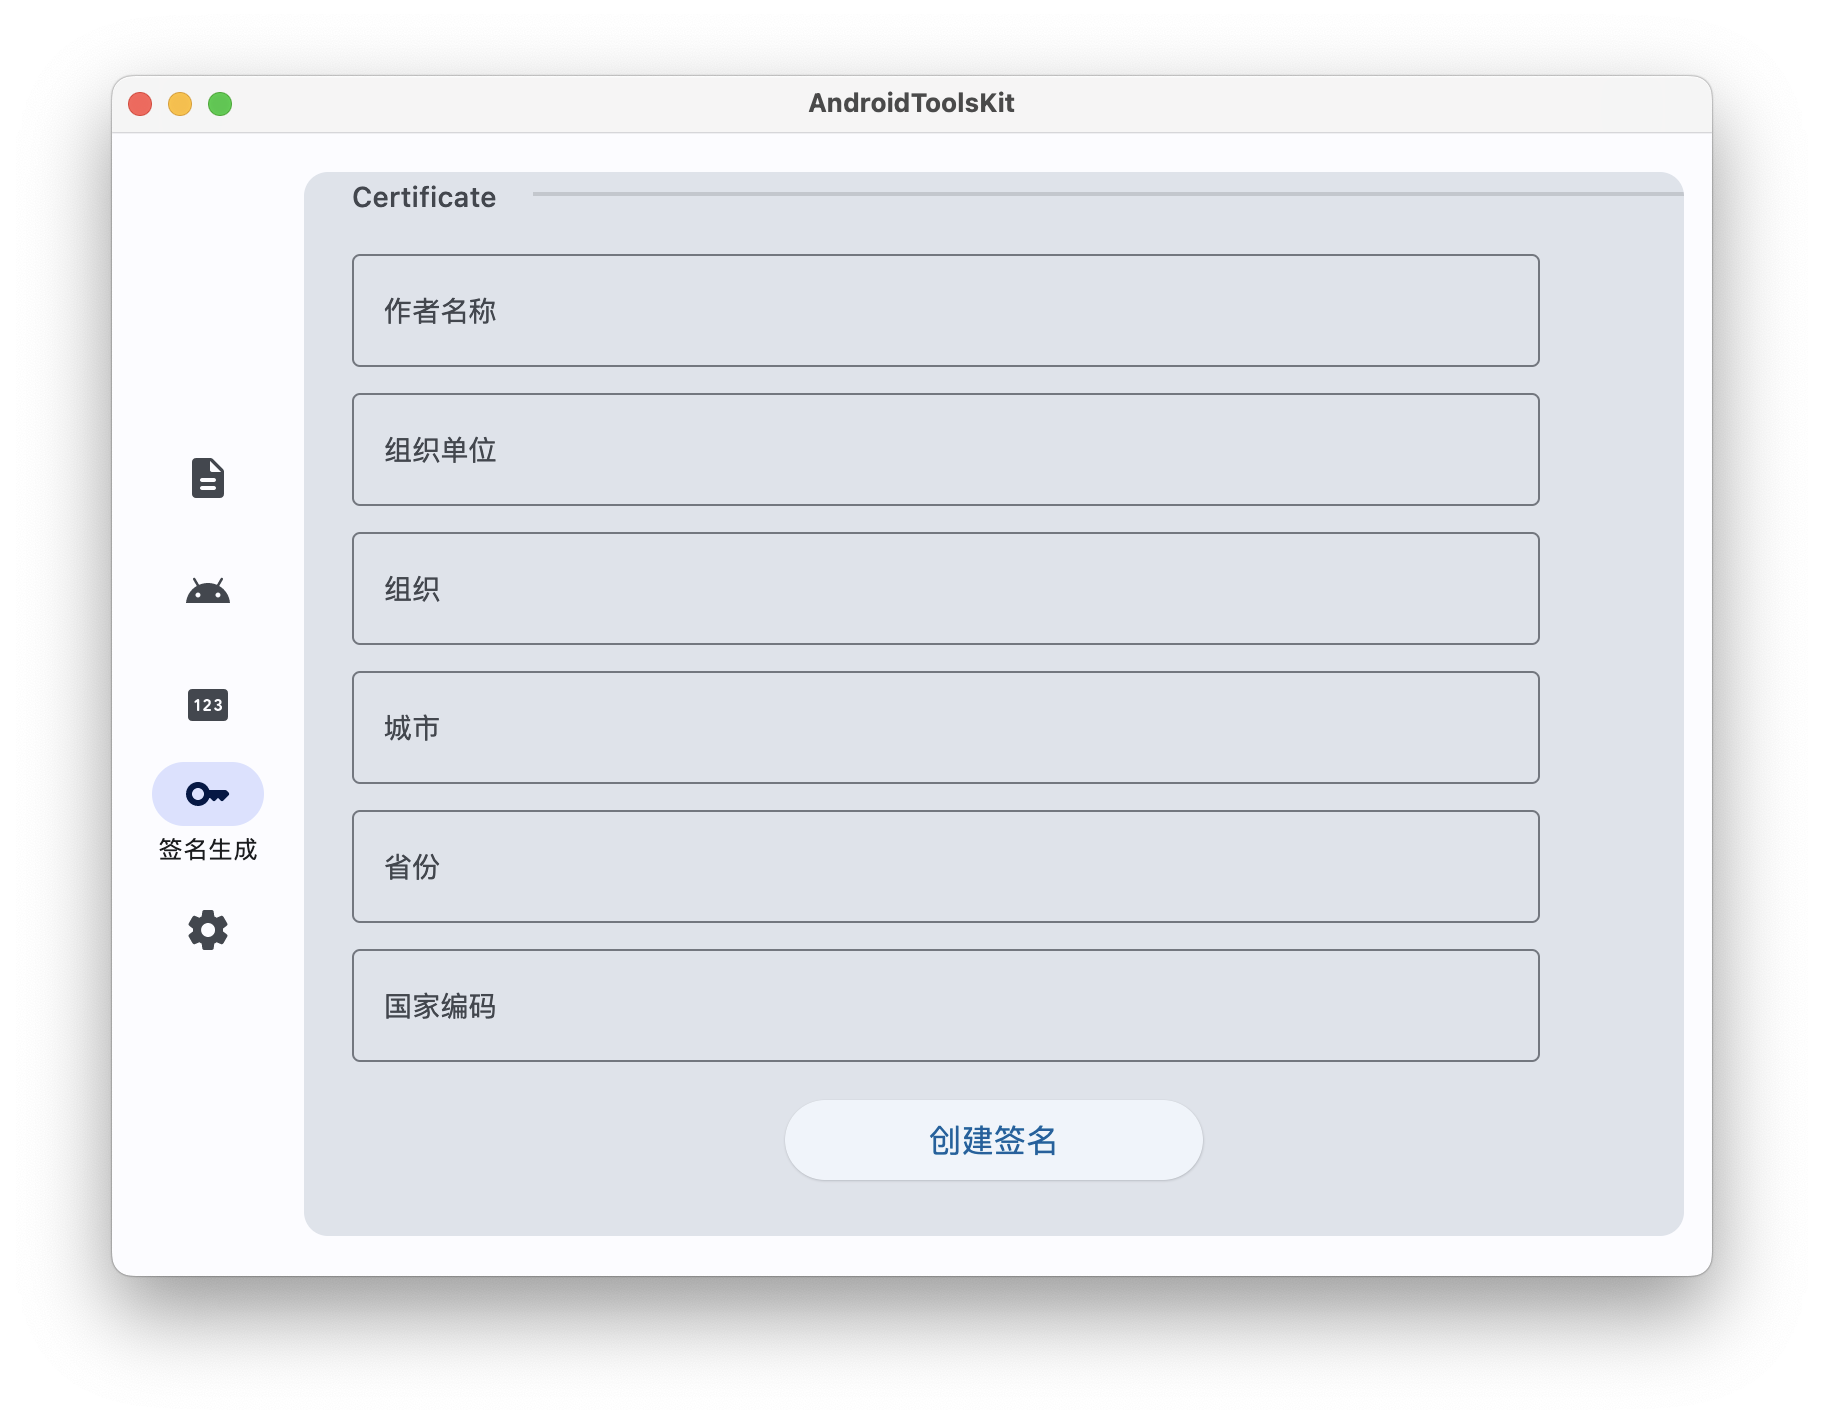 AndroidToolsKit
Certificate
作者名称
组织单位
组织
城市
123
签名生成
省份
国家编码
创建签名